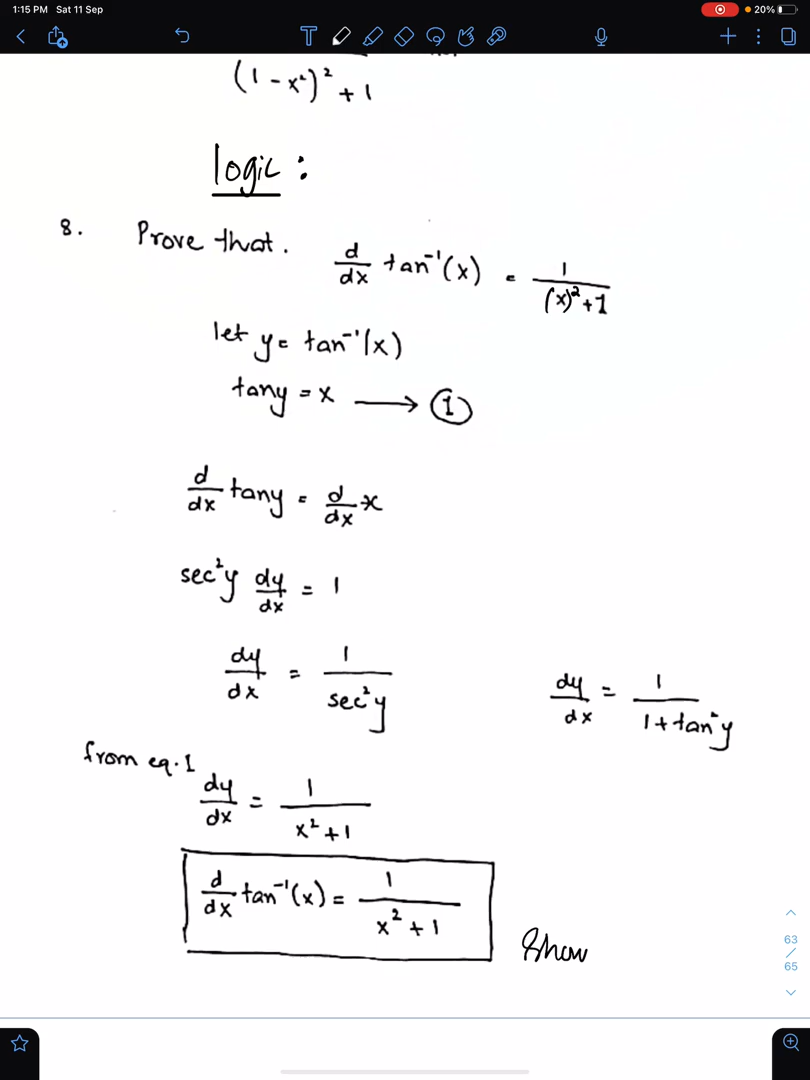 1:15 PM Sat 11 Sep
20%
(1 - x²)² + 1
logic :
8. Prove that. d/dx tan⁻¹(x) = 1/((x)²+1)
let y = tan⁻¹(x)
tany = x ⟶ ①
d/dx tany = d/dx x
sec²y dy/dx = 1
dy/dx = 1/sec²y
dy/dx = 1/(1+tan²y)
from eq.1
dy/dx = 1/(x²+1)
d/dx tan⁻¹(x) = 1/(x²+1)
Show
63
/
65